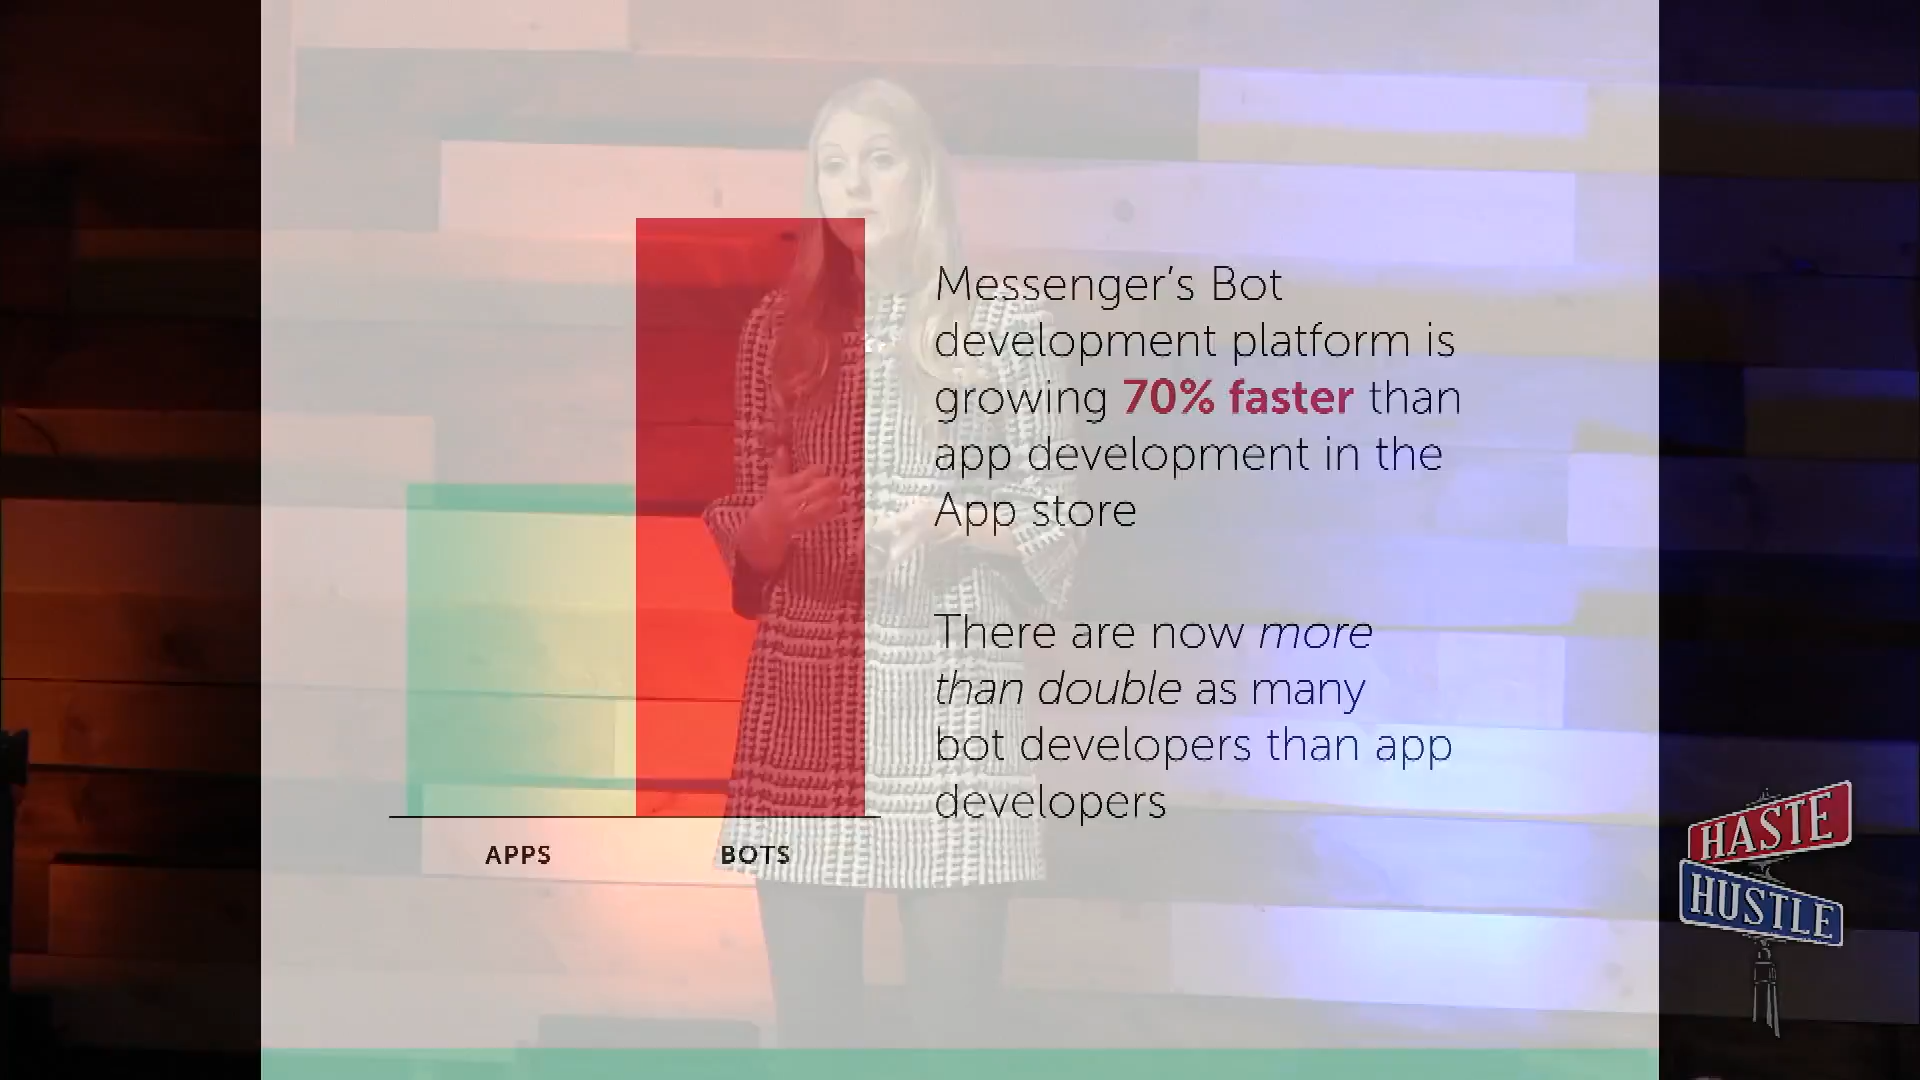 Messenger's Bot
development platform is
growing 70% faster than
app development in the
App store
There are now more
than double as many
bot developers than app
developers
APPS BOTS
HASTE
HUSTLE